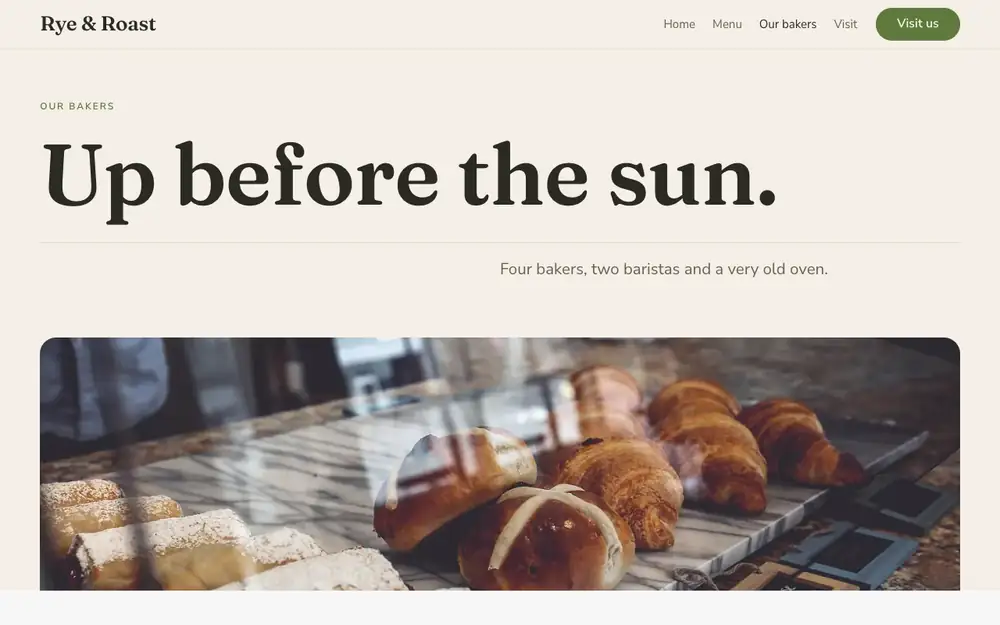 Rye & Roast
Home
Menu
Our bakers
Visit
Visit us
OUR BAKERS
Up before the sun.
Four bakers, two baristas and a very old oven.